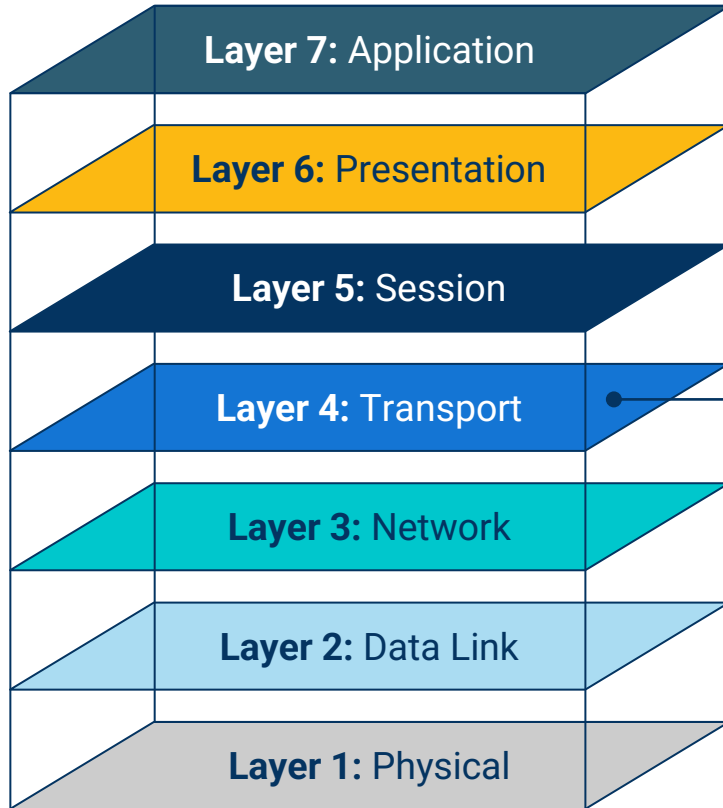 Layer 7: Application
Layer 6: Presentation
Layer 5: Session
Layer 4: Transport
Layer 3: Network
Layer 2: Data Link
Layer 1: Physical